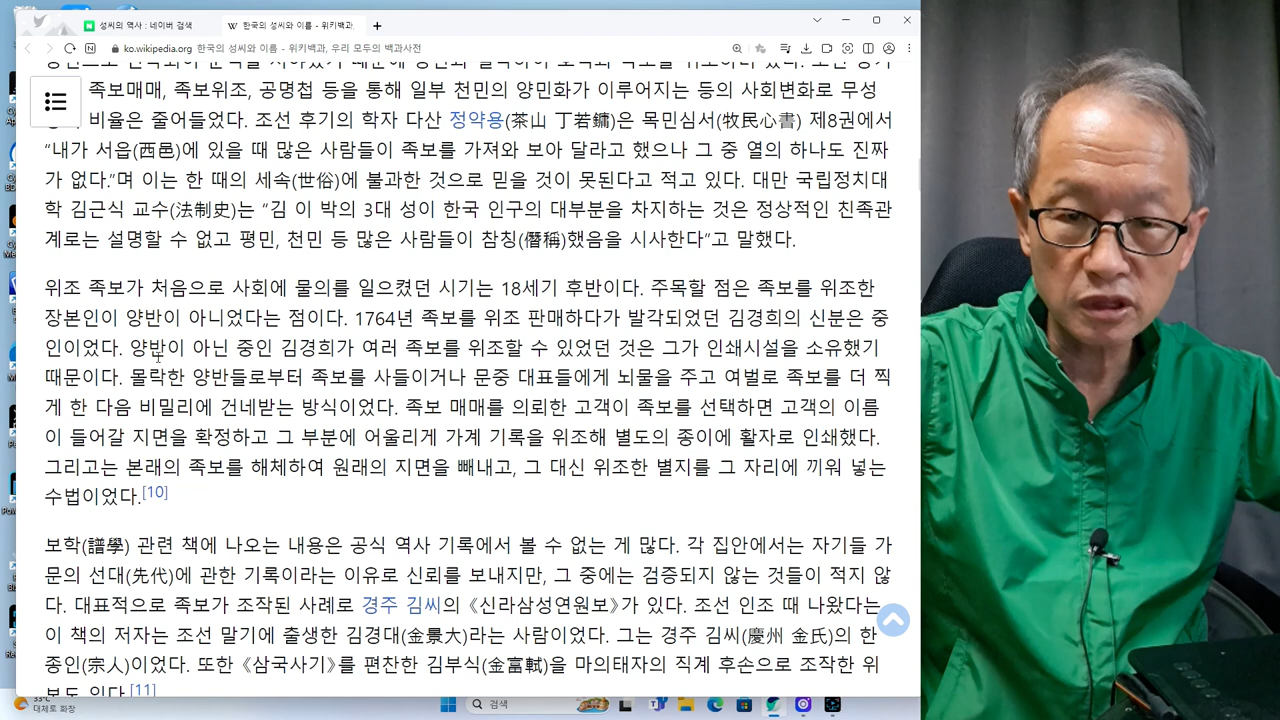 성씨의 역사 : 네이버 검색
한국의 성씨와 이름 - 위키백과,
ko.wikipedia.org 한국의 성씨와 이름 - 위키백과, 우리 모두의 백과사전
족보매매, 족보위조, 공명첩 등을 통해 일부 천민의 양민화가 이루어지는 등의 사회변화로 무성
비율은 줄어들었다. 조선 후기의 학자 다산 정약용(茶山 丁若鏞)은 목민심서(牧民心書) 제8권에서
“내가 서읍(西邑)에 있을 때 많은 사람들이 족보를 가져와 보아 달라고 했으나 그 중 열의 하나도 진짜
가 없다.”며 이는 한 때의 세속(世俗)에 불과한 것으로 믿을 것이 못된다고 적고 있다. 대만 국립정치대
학 김근식 교수(法制史)는 “김 이 박의 3대 성이 한국 인구의 대부분을 차지하는 것은 정상적인 친족관
계로는 설명할 수 없고 평민, 천민 등 많은 사람들이 참칭(僭稱)했음을 시사한다”고 말했다.
위조 족보가 처음으로 사회에 물의를 일으켰던 시기는 18세기 후반이다. 주목할 점은 족보를 위조한
장본인이 양반이 아니었다는 점이다. 1764년 족보를 위조 판매하다가 발각되었던 김경희의 신분은 중
인이었다. 양반이 아닌 중인 김경희가 여러 족보를 위조할 수 있었던 것은 그가 인쇄시설을 소유했기
때문이다. 몰락한 양반들로부터 족보를 사들이거나 문중 대표들에게 뇌물을 주고 여벌로 족보를 더 찍
게 한 다음 비밀리에 건네받는 방식이었다. 족보 매매를 의뢰한 고객이 족보를 선택하면 고객의 이름
이 들어갈 지면을 확정하고 그 부분에 어울리게 가계 기록을 위조해 별도의 종이에 활자로 인쇄했다.
그리고는 본래의 족보를 해체하여 원래의 지면을 빼내고, 그 대신 위조한 별지를 그 자리에 끼워 넣는
수법이었다.[10]
보학(譜學) 관련 책에 나오는 내용은 공식 역사 기록에서 볼 수 없는 게 많다. 각 집안에서는 자기들 가
문의 선대(先代)에 관한 기록이라는 이유로 신뢰를 보내지만, 그 중에는 검증되지 않는 것들이 적지 않
다. 대표적으로 족보가 조작된 사례로 경주 김씨의 《신라삼성연원보》가 있다. 조선 인조 때 나왔다는
이 책의 저자는 조선 말기에 출생한 김경대(金景大)라는 사람이었다. 그는 경주 김씨(慶州 金氏)의 한
종인(宗人)이었다. 또한 《삼국사기》를 편찬한 김부식(金富軾)을 마의태자의 직계 후손으로 조작한 위
보도 있다.[11]
33°C
대체로 화창
검색